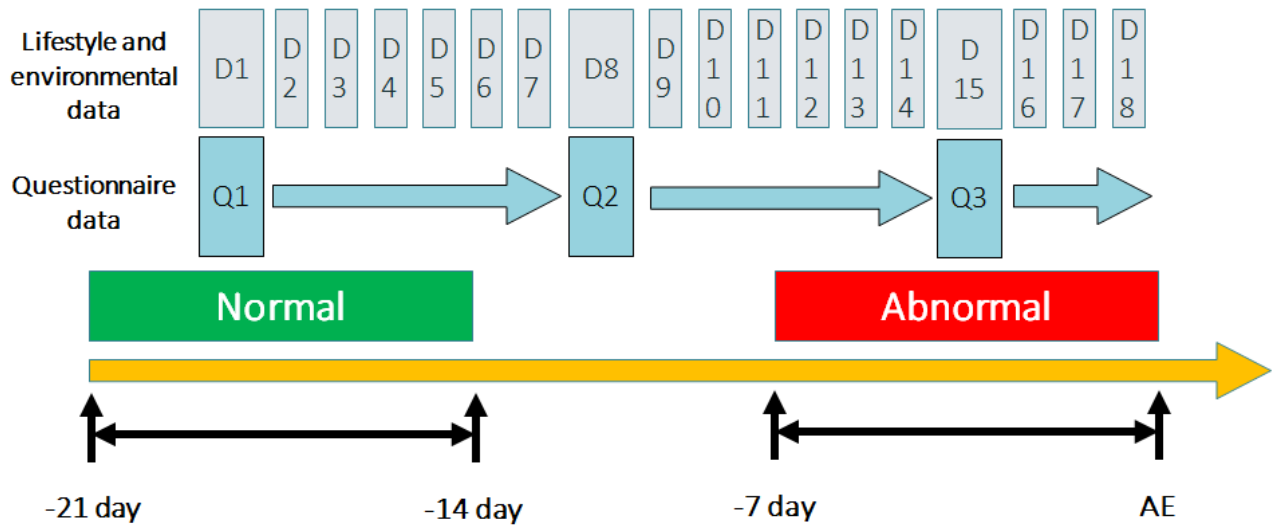 Lifestyle and
environmental
data
D1
D
2
D
3
D
4
D
5
D
6
D
7
D8
D
9
D
1
0
D
1
1
D
1
2
D
1
3
D
1
4
D
15
D
1
6
D
1
7
D
1
8
Questionnaire
data
Q1
Q2
Q3
Normal
Abnormal
-21 day
-14 day
-7 day
AE